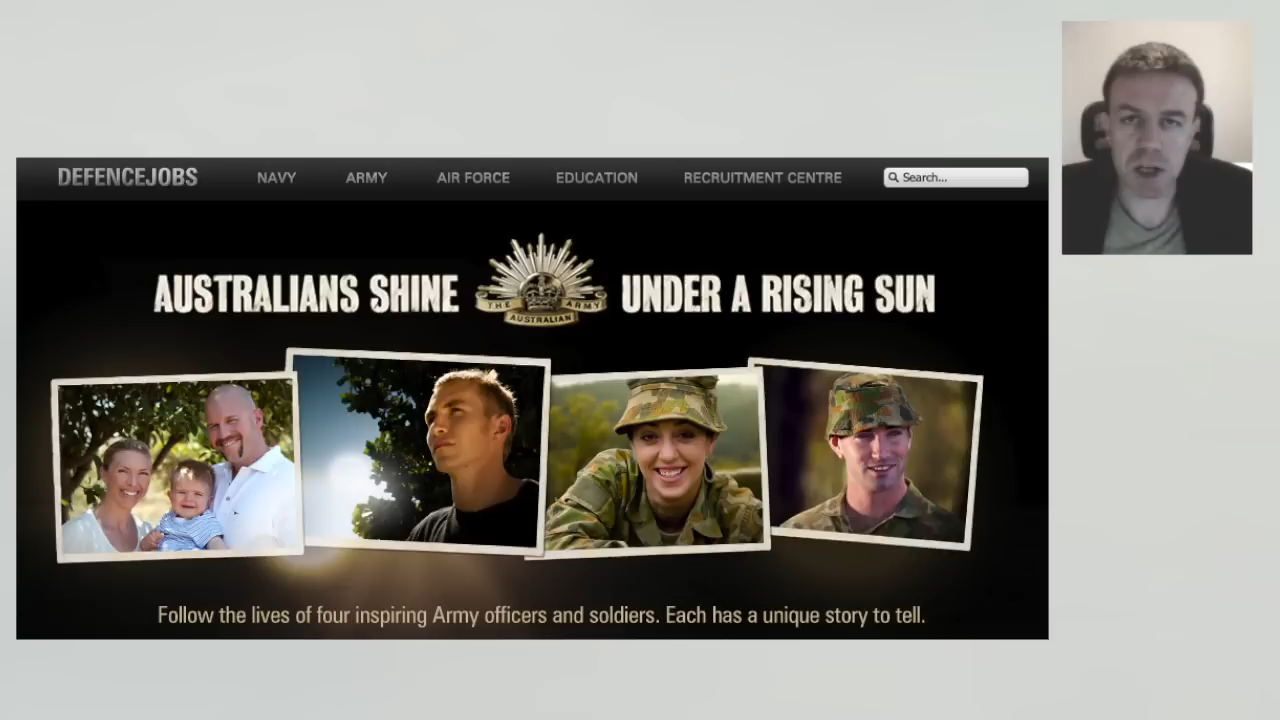 DEFENCEJOBS NAVY ARMY AIR FORCE EDUCATION RECRUITMENT CENTRE Search...
AUSTRALIANS SHINE UNDER A RISING SUN
THE ARMY
AUSTRALIAN
Follow the lives of four inspiring Army officers and soldiers. Each has a unique story to tell.